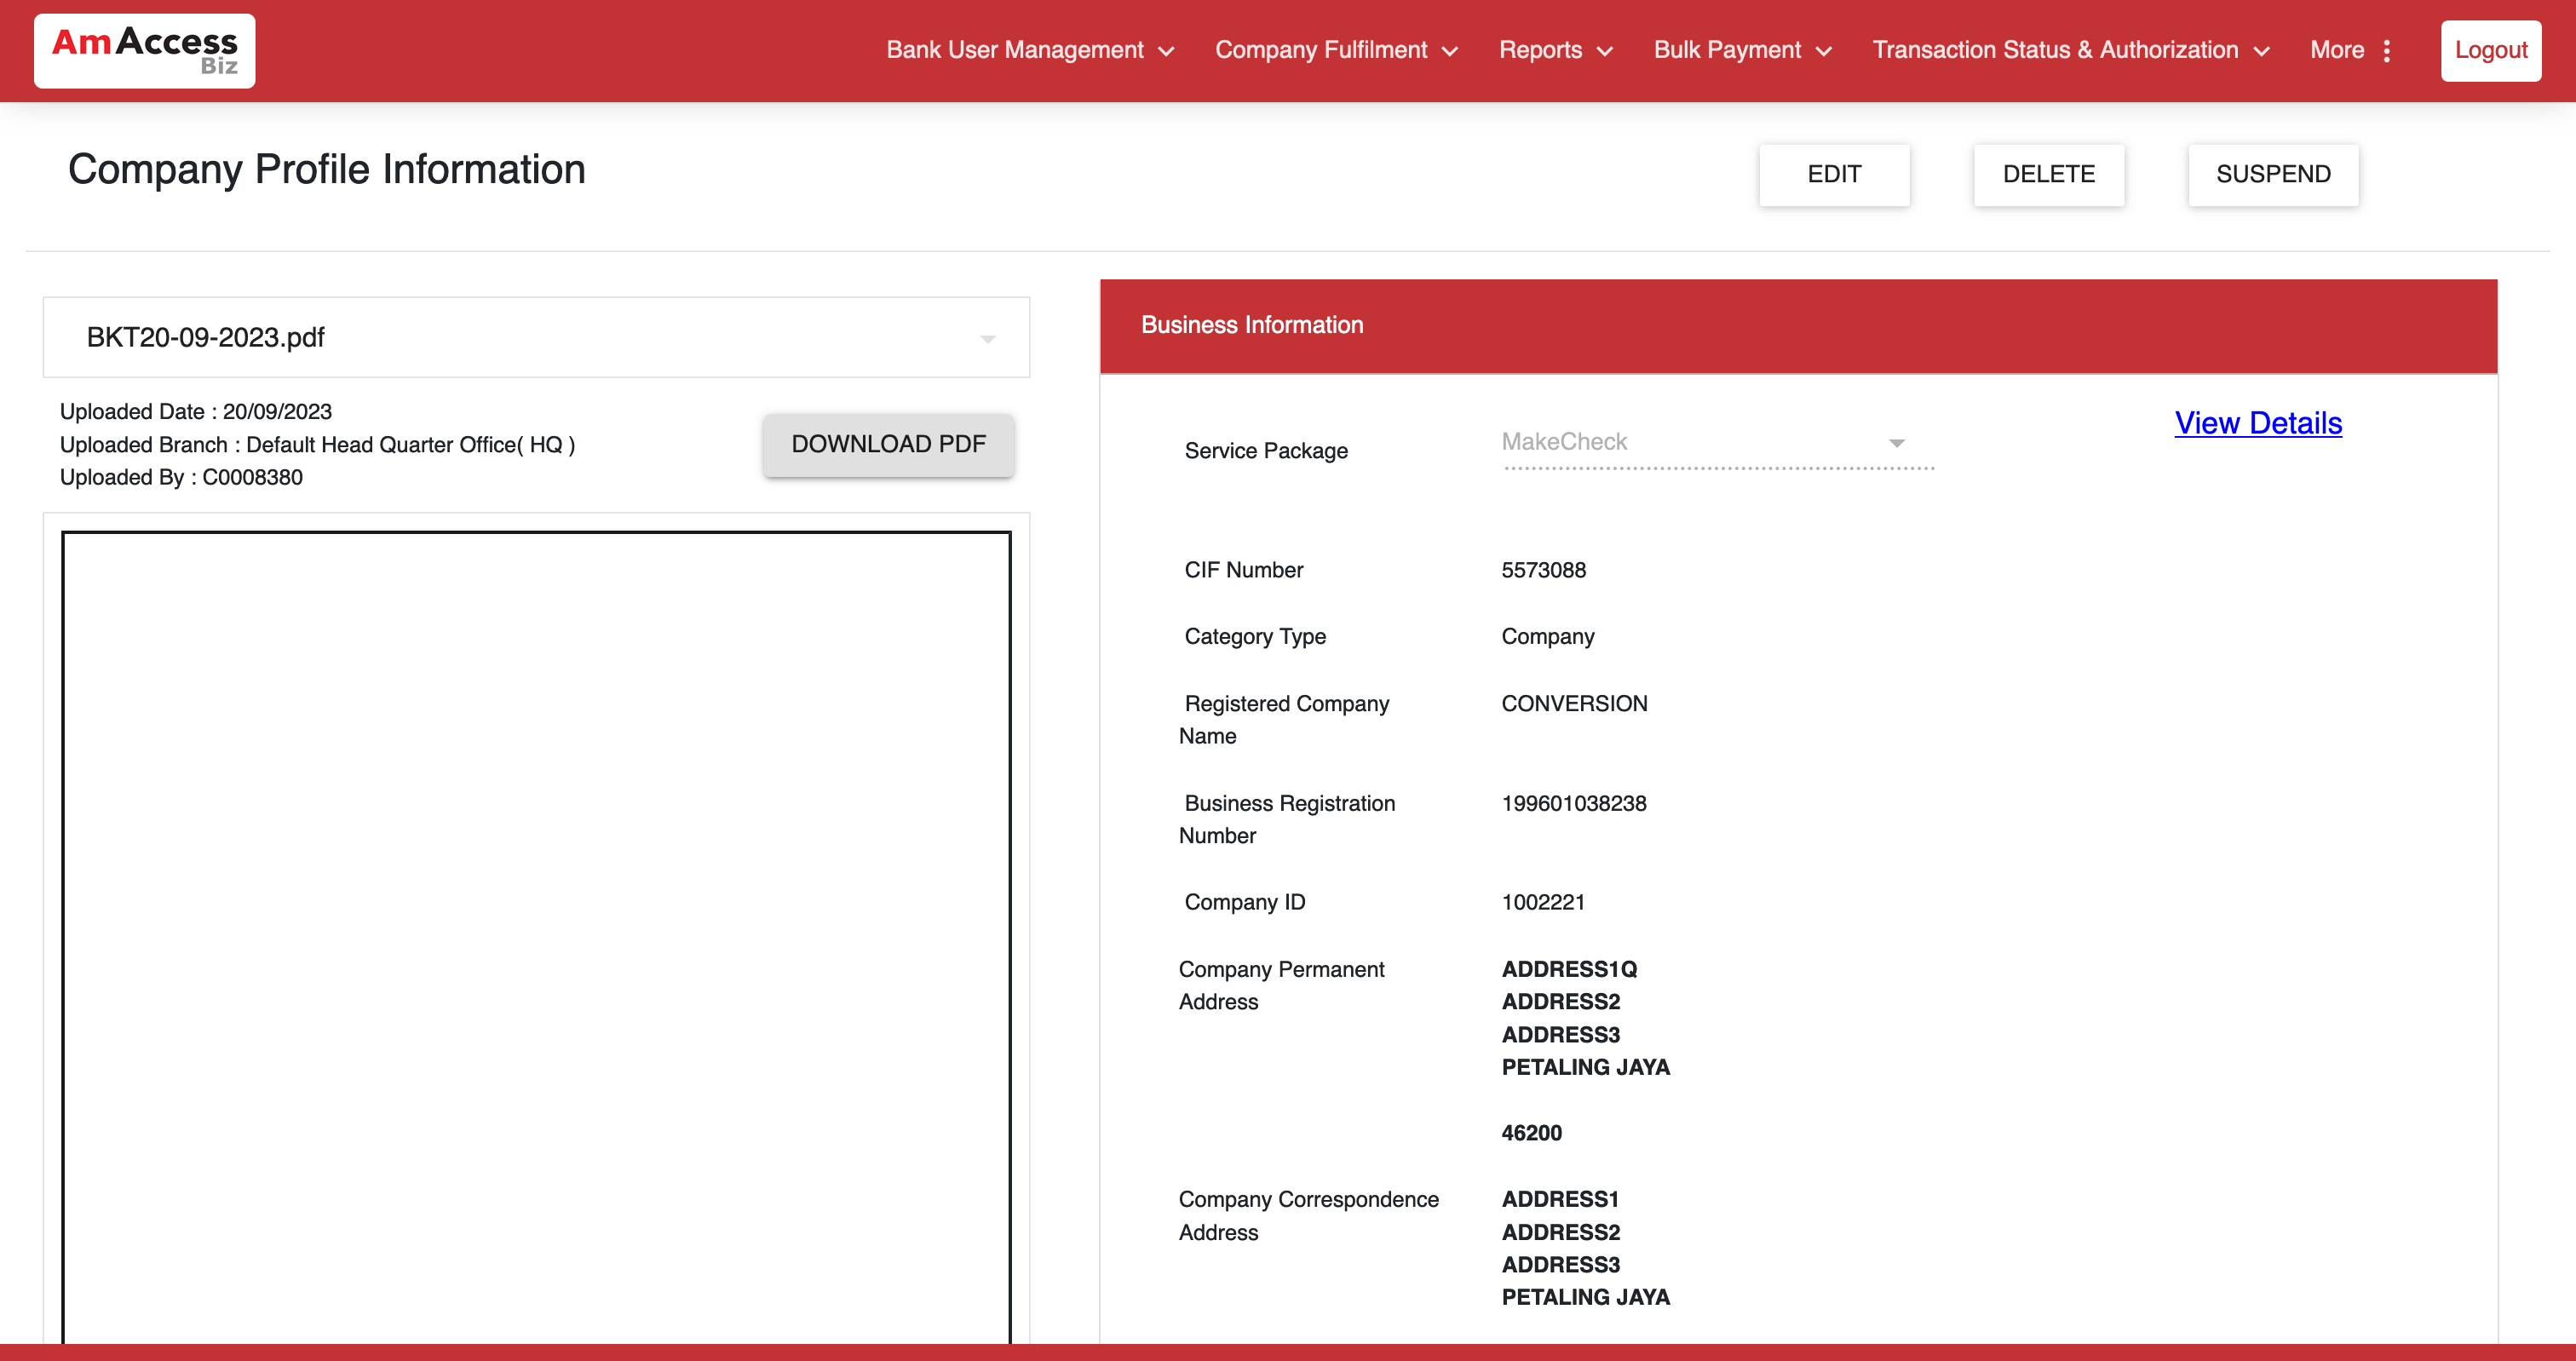 AmAccess
Biz
Bank User Management
Company Fulfilment
Reports
Bulk Payment
Transaction Status & Authorization
More
Logout
Company Profile Information
EDIT
DELETE
SUSPEND
BKT20-09-2023.pdf
Uploaded Date : 20/09/2023
Uploaded Branch : Default Head Quarter Office( HQ )
Uploaded By : C0008380
DOWNLOAD PDF
Business Information
View Details
Service Package
MakeCheck
CIF Number
5573088
Category Type
Company
Registered Company
Name
CONVERSION
Business Registration
Number
199601038238
Company ID
1002221
Company Permanent
Address
ADDRESS1Q
ADDRESS2
ADDRESS3
PETALING JAYA
46200
Company Correspondence
Address
ADDRESS1
ADDRESS2
ADDRESS3
PETALING JAYA